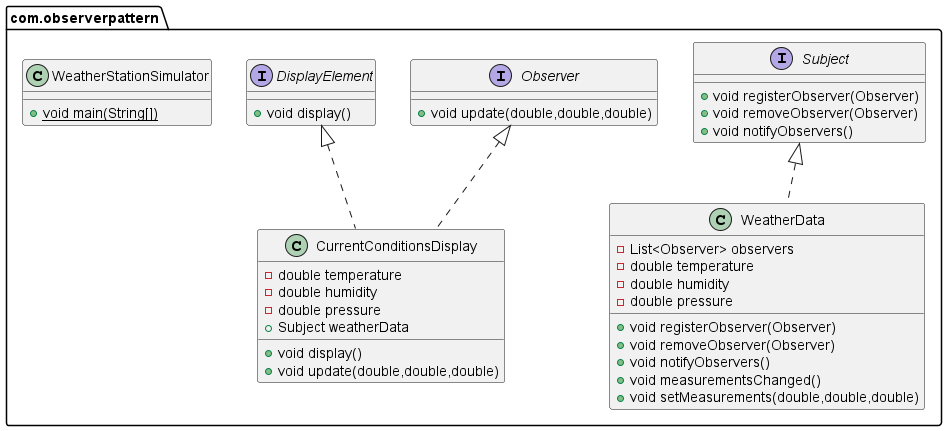 com.observerpattern
C WeatherStationSimulator
void main(String[])
I DisplayElement
void display()
I Observer
void update(double,double,double)
I Subject
void registerObserver(Observer)
void removeObserver(Observer)
void notifyObservers()
C CurrentConditionsDisplay
double temperature
double humidity
double pressure
Subject weatherData
void display()
void update(double,double,double)
C WeatherData
List<Observer> observers
double temperature
double humidity
double pressure
void registerObserver(Observer)
void removeObserver(Observer)
void notifyObservers()
void measurementsChanged()
void setMeasurements(double,double,double)